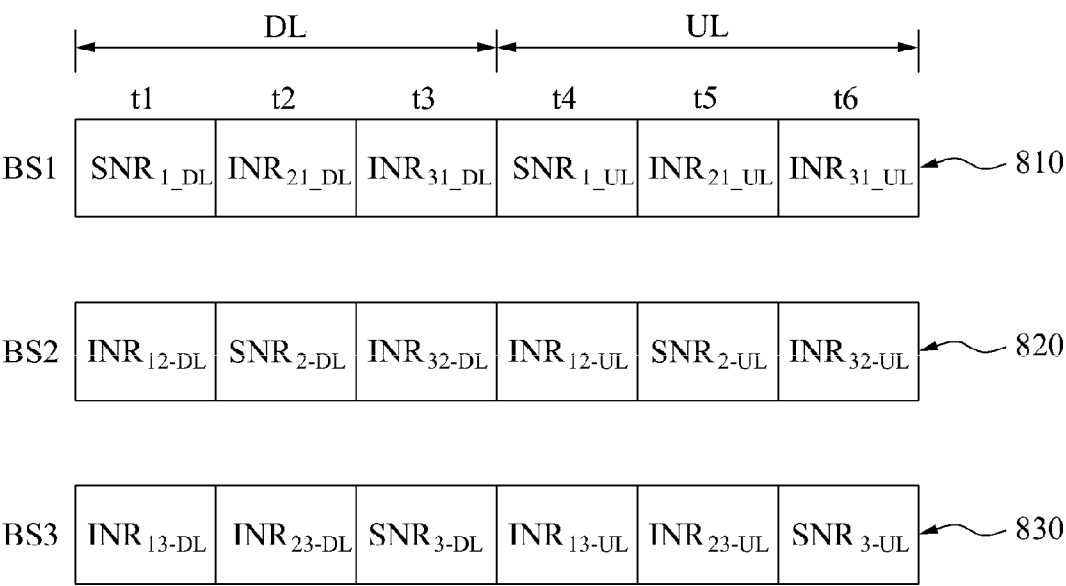 DL UL
t1 t2 t3 t4 t5 t6
BS1 SNR1_DL INR21_DL INR31_DL SNR1_UL INR21_UL INR31_UL 810
BS2 INR12-DL SNR2-DL INR32-DL INR12-UL SNR2-UL INR32-UL 820
BS3 INR13-DL INR23-DL SNR3-DL INR13-UL INR23-UL SNR3-UL 830